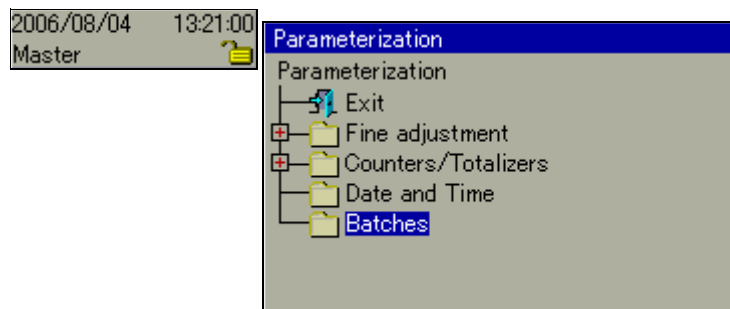 2006/08/04 13:21:00
Master
Parameterization
Parameterization
Exit
Fine adjustment
Counters/Totalizers
Date and Time
Batches